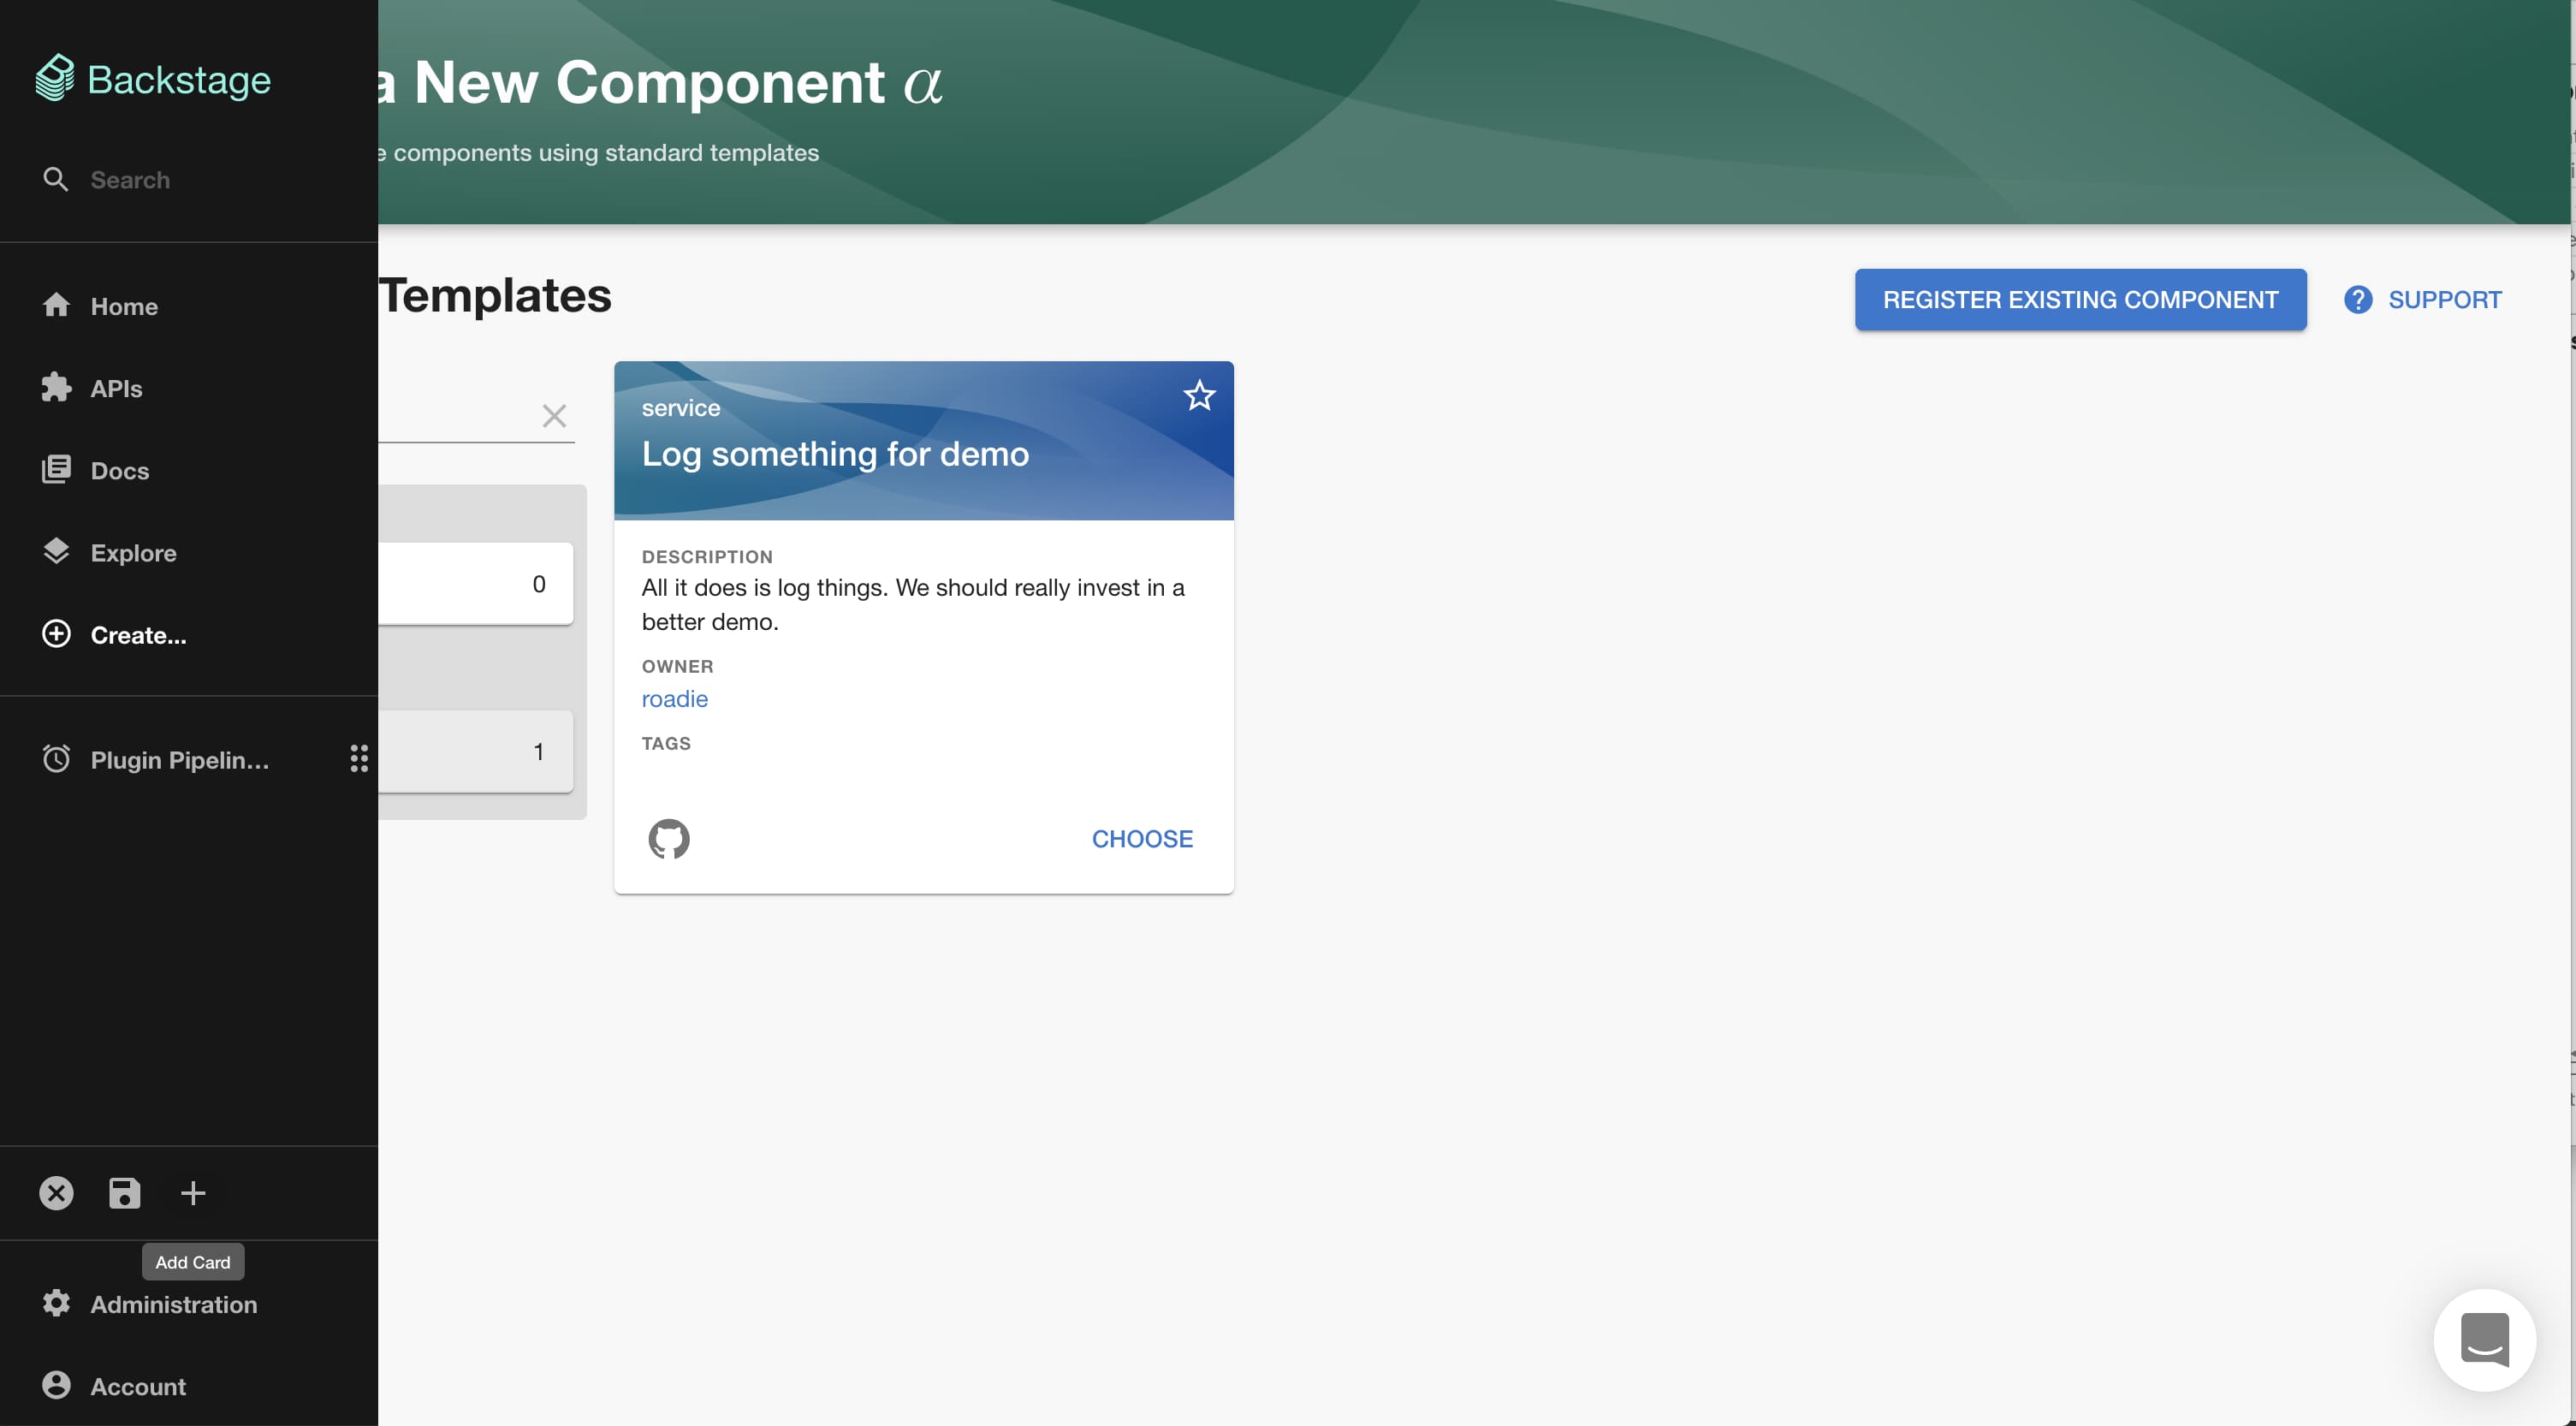 Backstage
Search
Home
APIs
Docs
Explore
Create...
Plugin Pipelin...
Add Card
Administration
Account
a New Component α
e components using standard templates
Templates
REGISTER EXISTING COMPONENT
SUPPORT
0
1
service
Log something for demo
DESCRIPTION
All it does is log things. We should really invest in a
better demo.
OWNER
roadie
TAGS
CHOOSE